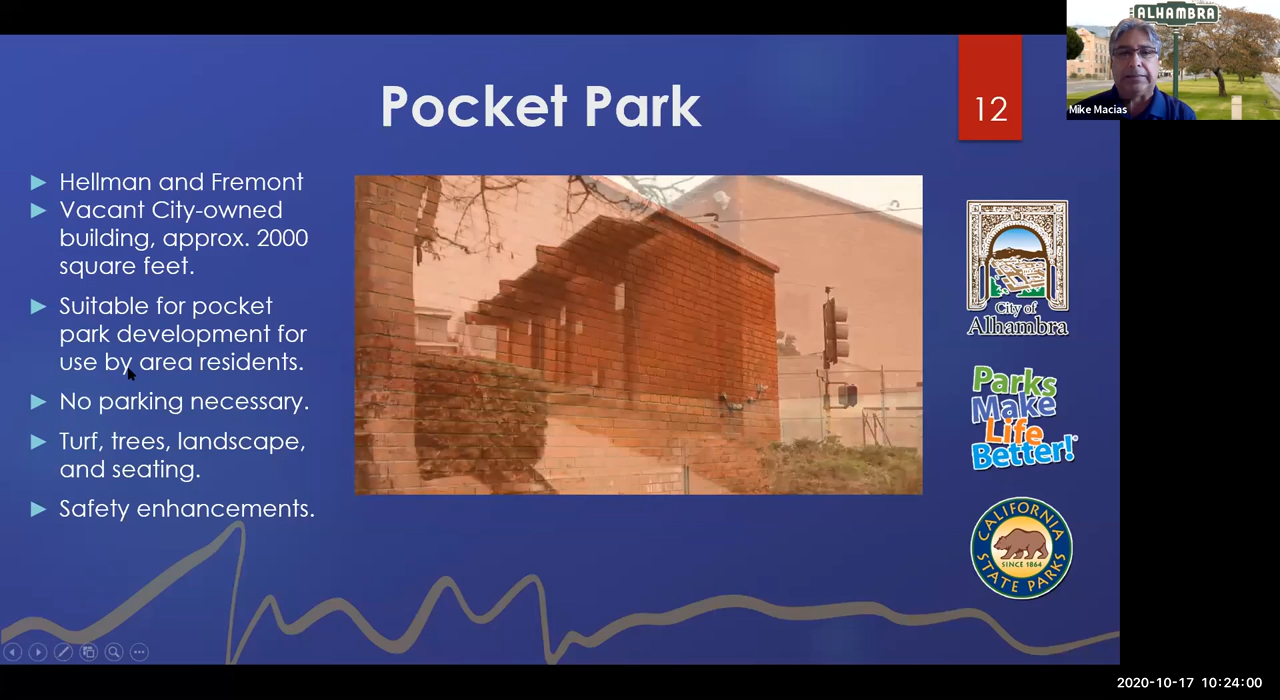 ALHAMBRA
Mike Macias
Pocket Park
12
Hellman and Fremont
Vacant City-owned
building, approx. 2000
square feet.
Suitable for pocket
park development for
use by area residents.
No parking necessary.
Turf, trees, landscape,
and seating.
Safety enhancements.
City of
Alhambra
Parks
Make
Life
Better!®
CALIFORNIA
SINCE 1864
STATE PARKS
2020-10-17 10:24:00